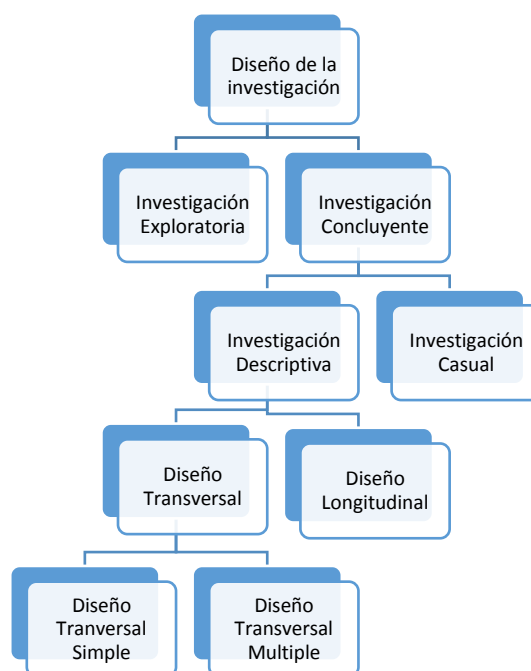 Diseño de la
investigación
Investigación
Exploratoria
Investigación
Concluyente
Investigación
Descriptiva
Investigación
Casual
Diseño
Transversal
Diseño
Longitudinal
Diseño
Tranversal
Simple
Diseño
Transversal
Multiple